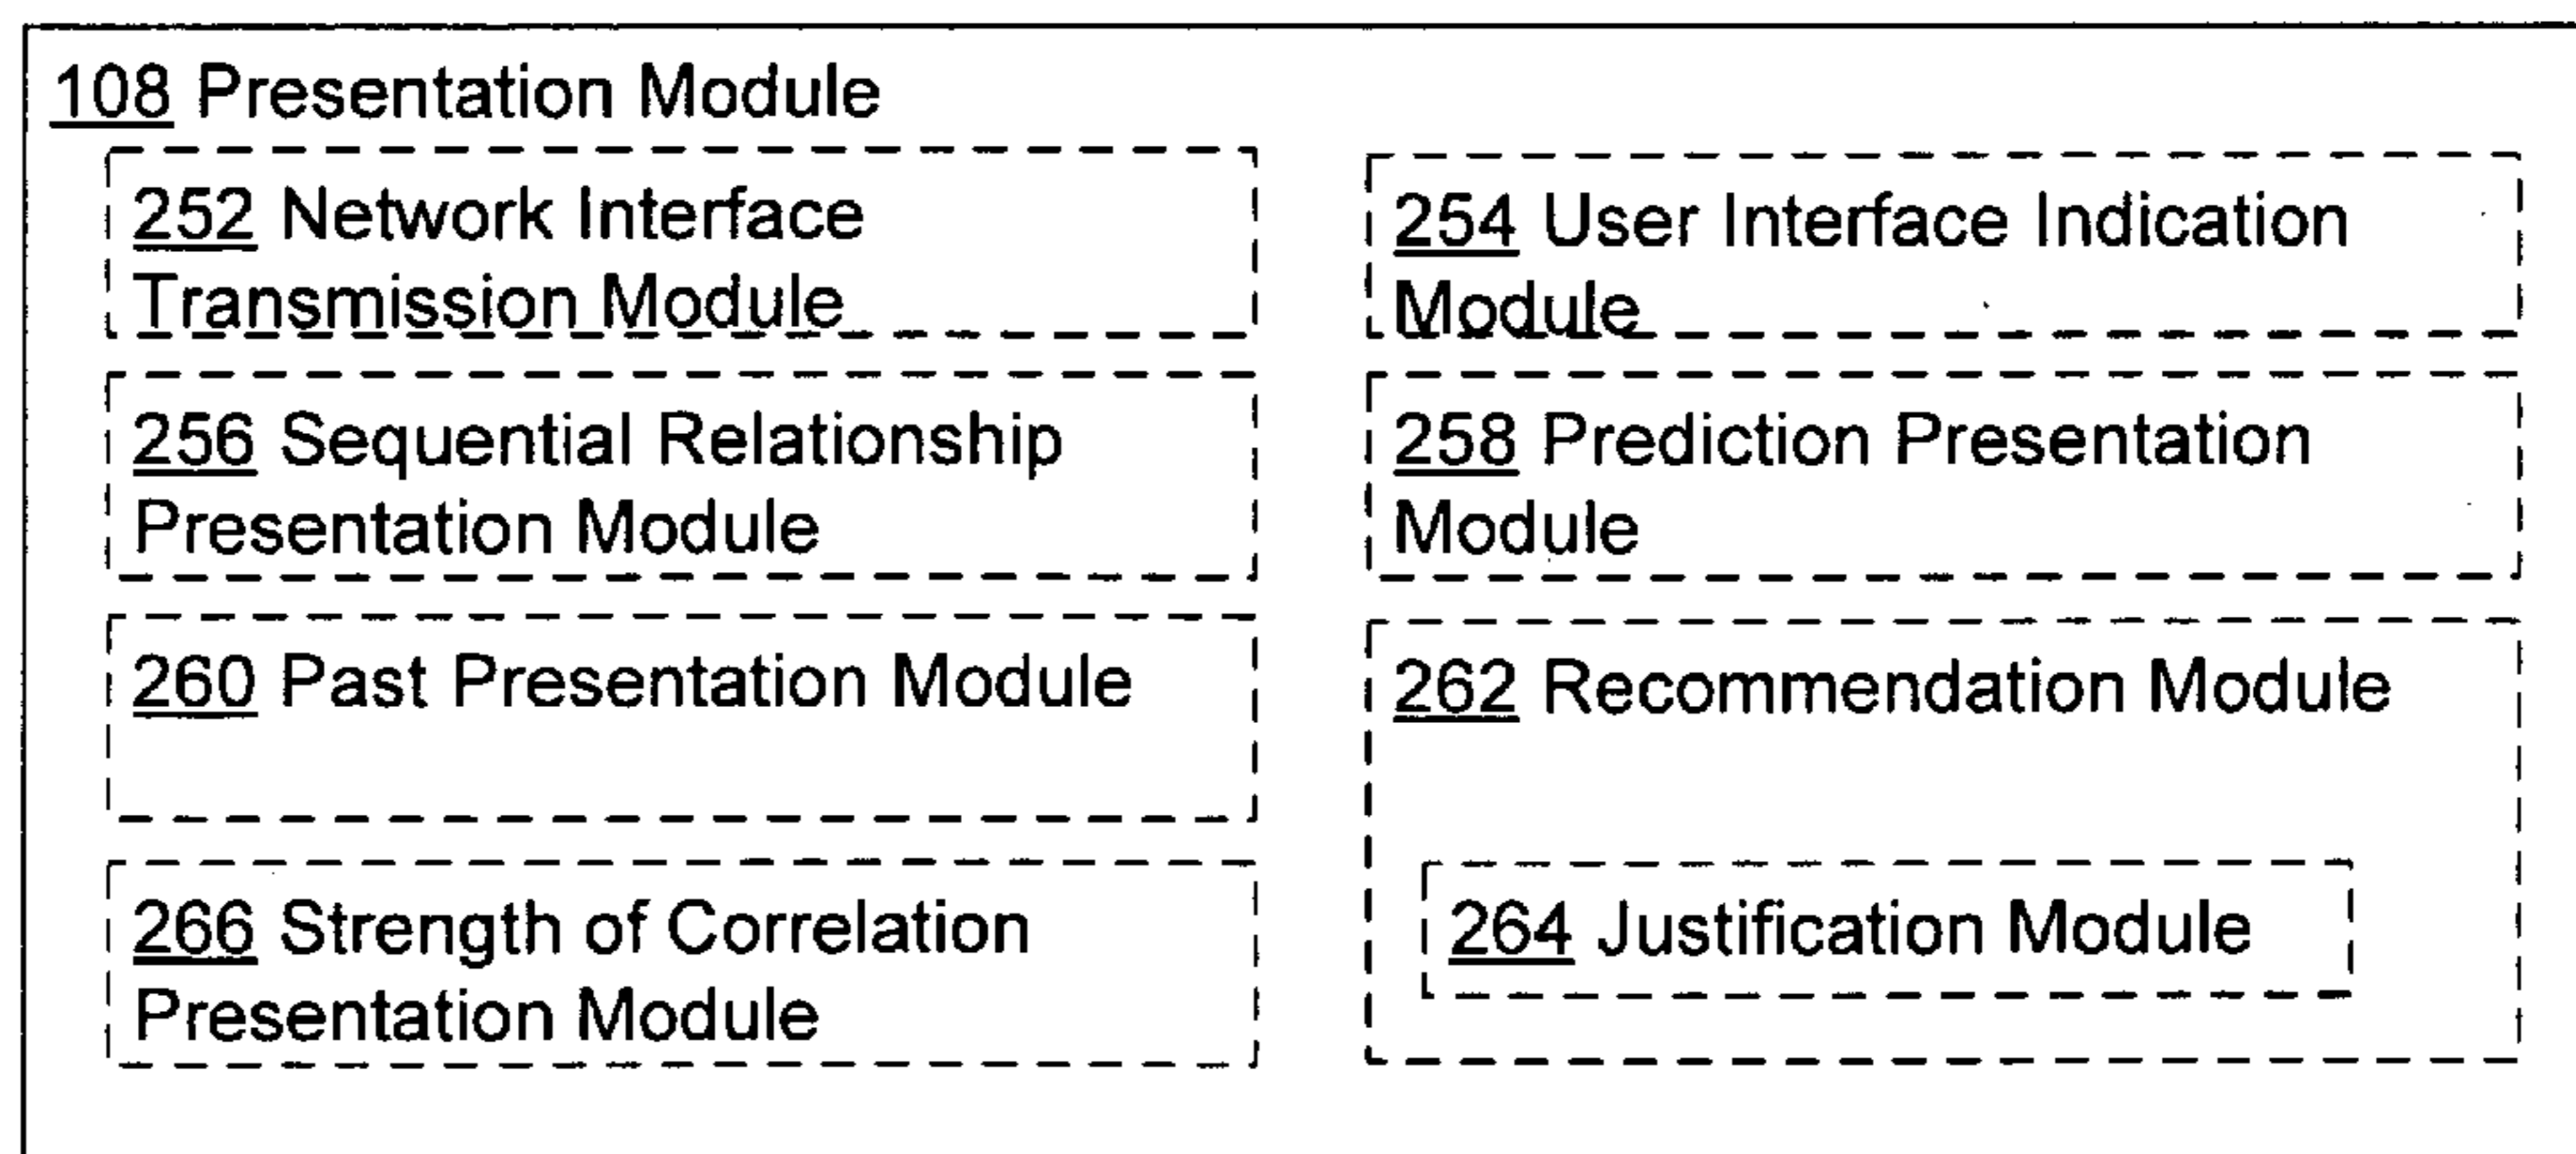 108 Presentation Module
252 Network Interface
Transmission Module
254 User Interface Indication
Module
256 Sequential Relationship
Presentation Module
258 Prediction Presentation
Module
260 Past Presentation Module
262 Recommendation Module
266 Strength of Correlation
Presentation Module
264 Justification Module